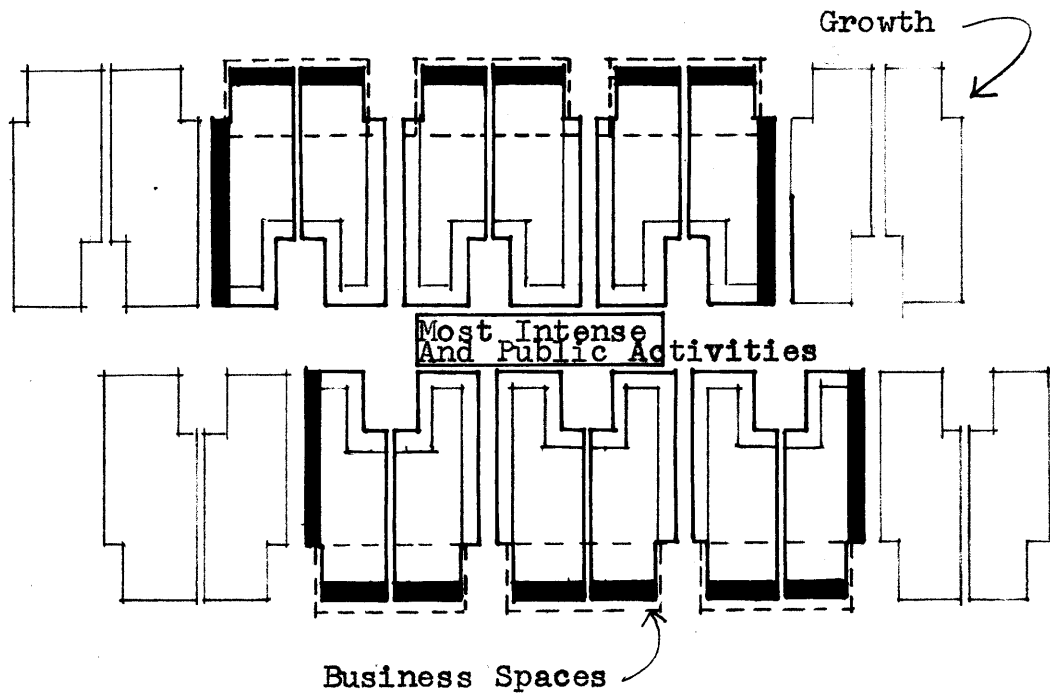 Growth
Most Intense
And Public Activities
Business Spaces